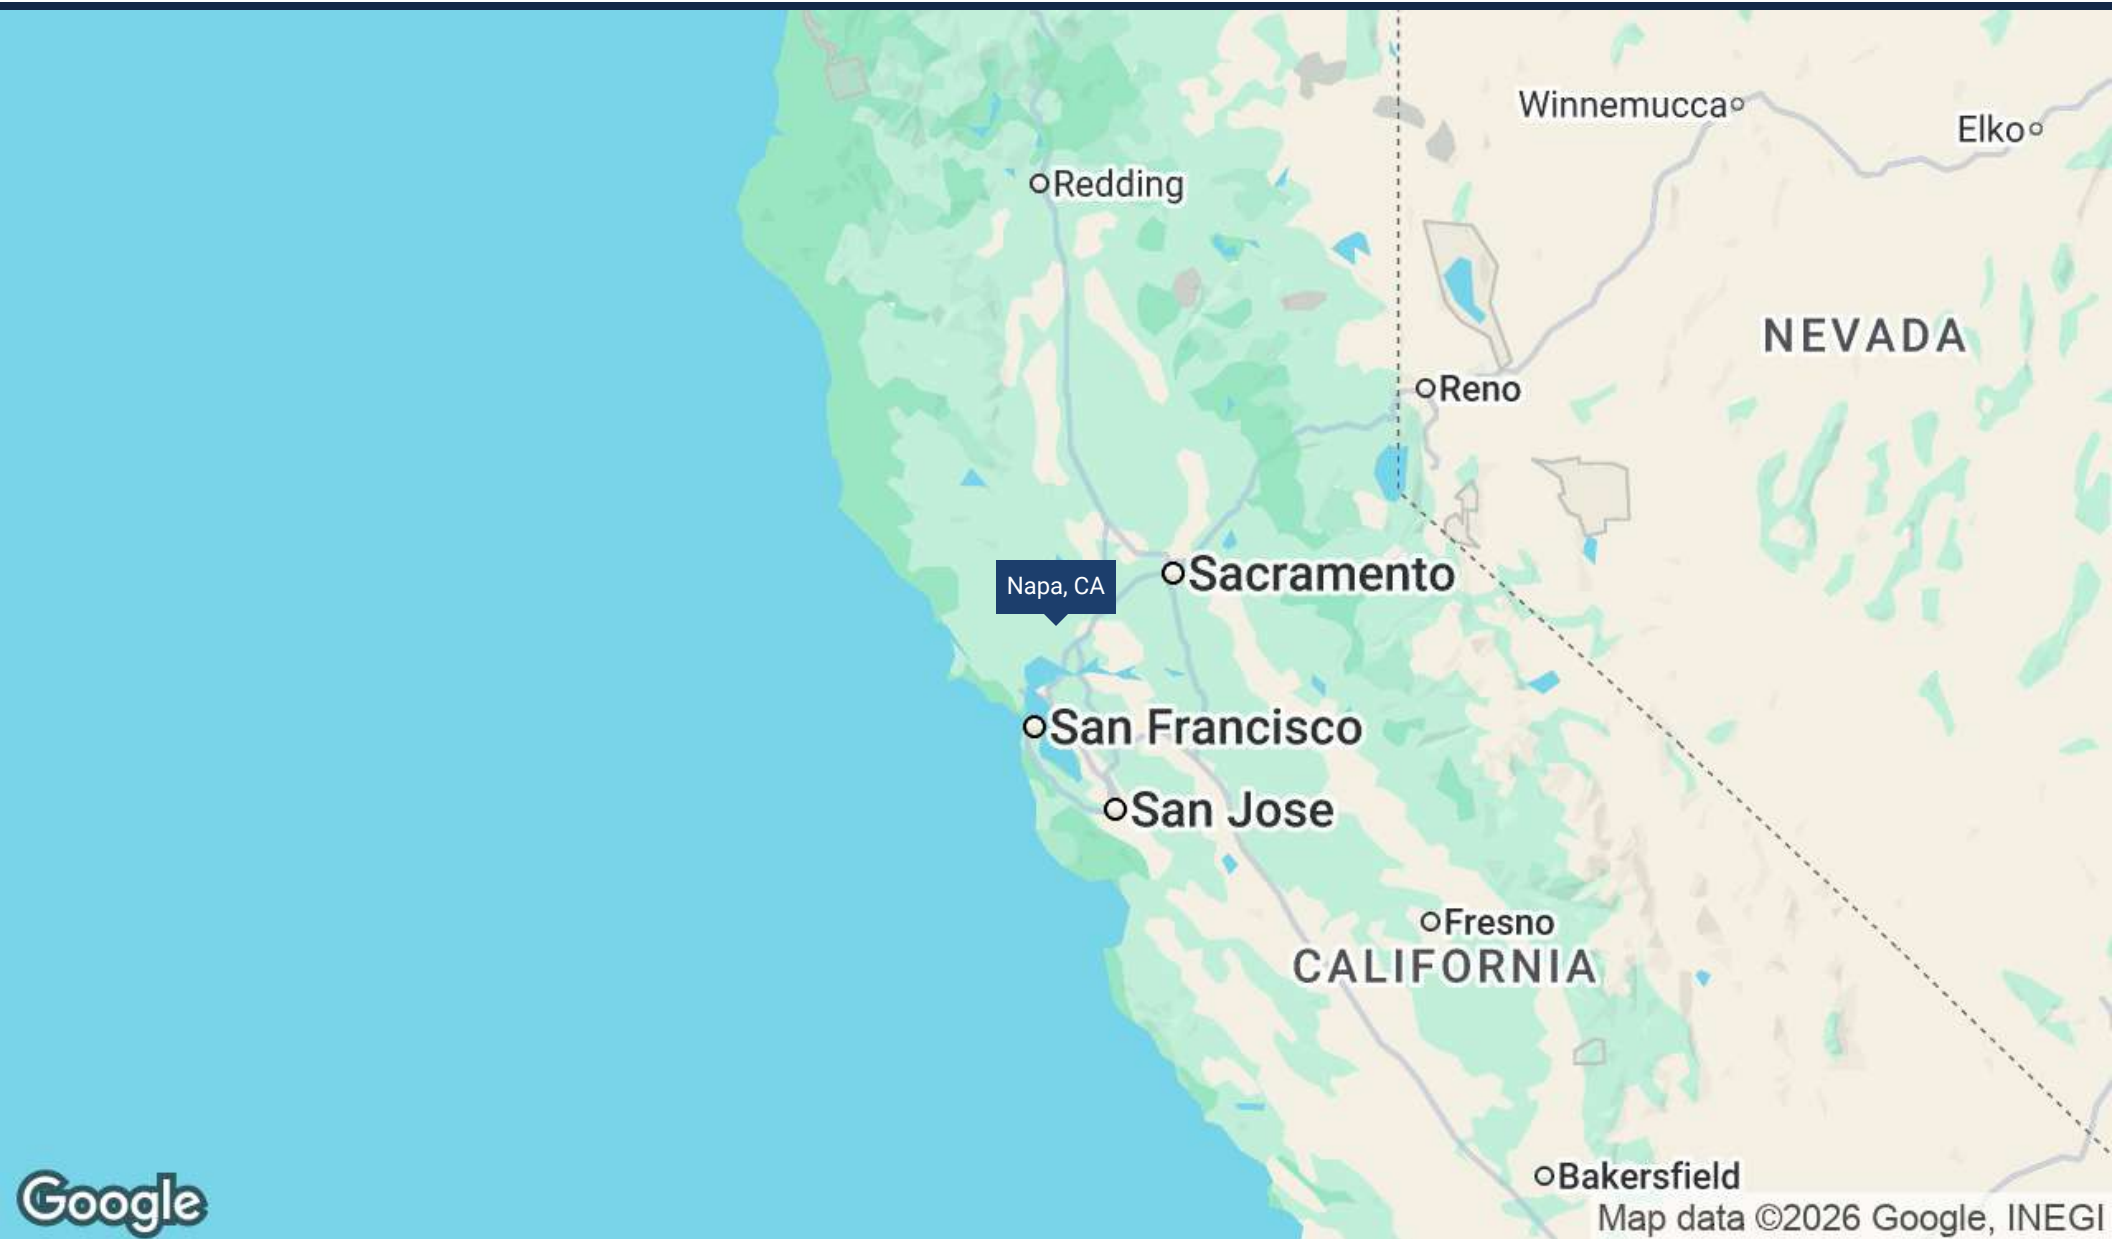 Winnemucca
Elko
Redding
NEVADA
Reno
Sacramento
Napa, CA
San Francisco
San Jose
Fresno
CALIFORNIA
Bakersfield
Google
Map data ©2026 Google, INEGI